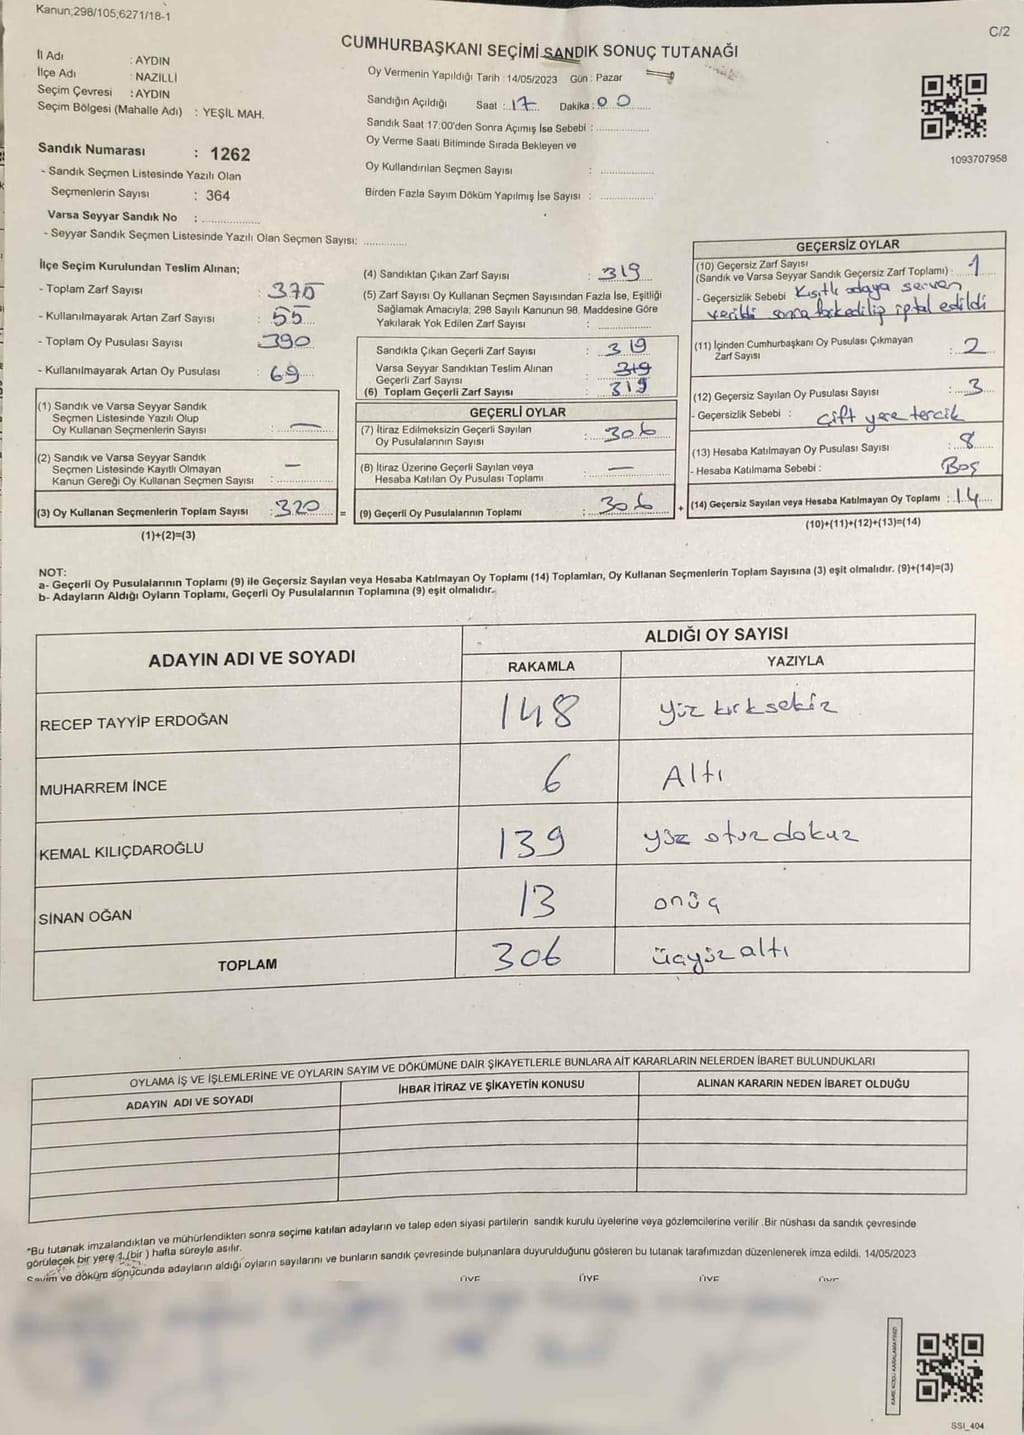 Kanun;298/105;6271/18-1
C/2
CUMHURBAŞKANI SEÇİMİ SANDIK SONUÇ TUTANAĞI
İl Adı : AYDIN
İlçe Adı : NAZİLLİ
Seçim Çevresi : AYDIN
Seçim Bölgesi (Mahalle Adı) : YEŞİL MAH.
Oy Vermenin Yapıldığı Tarih : 14/05/2023 Gün : Pazar
Sandığın Açıldığı Saat : 17 Dakika : 00
Sandık Saat 17:00'den Sonra Açımış İse Sebebi :
Oy Verme Saati Bitiminde Sırada Bekleyen ve
Oy Kullandırılan Seçmen Sayısı :
Birden Fazla Sayım Döküm Yapılmış İse Sayısı :
1093707958
Sandık Numarası : 1262
- Sandık Seçmen Listesinde Yazılı Olan
Seçmenlerin Sayısı : 364
Varsa Seyyar Sandık No :
- Seyyar Sandık Seçmen Listesinde Yazılı Olan Seçmen Sayısı:
İlçe Seçim Kurulundan Teslim Alınan;
- Toplam Zarf Sayısı : 375
- Kullanılmayarak Artan Zarf Sayısı : 55
- Toplam Oy Pusulası Sayısı : 390
- Kullanılmayarak Artan Oy Pusulası : 69
(1) Sandık ve Varsa Seyyar Sandık
Seçmen Listesinde Yazılı Olup
Oy Kullanan Seçmenlerin Sayısı : —
(2) Sandık ve Varsa Seyyar Sandık
Seçmen Listesinde Kayıtlı Olmayan
Kanun Gereği Oy Kullanan Seçmen Sayısı : —
(3) Oy Kullanan Seçmenlerin Toplam Sayısı : 320 =
(1)+(2)=(3)
(4) Sandıktan Çıkan Zarf Sayısı : 319
(5) Zarf Sayısı Oy Kullanan Seçmen Sayısından Fazla İse, Eşitliği
Sağlamak Amacıyla; 298 Sayılı Kanunun 98. Maddesine Göre
Yakılarak Yok Edilen Zarf Sayısı :
Sandıkta Çıkan Geçerli Zarf Sayısı : 319
Varsa Seyyar Sandıktan Teslim Alınan
Geçerli Zarf Sayısı : 319
(6) Toplam Geçerli Zarf Sayısı : 319
GEÇERLİ OYLAR
(7) İtiraz Edilmeksizin Geçerli Sayılan
Oy Pusulalarının Sayısı : 306
(8) İtiraz Üzerine Geçerli Sayılan veya
Hesaba Katılan Oy Pusulası Toplamı : —
(9) Geçerli Oy Pusulalarının Toplamı : 306 +
GEÇERSİZ OYLAR
(10) Geçersiz Zarf Sayısı
(Sandık ve Varsa Seyyar Sandık Geçersiz Zarf Toplamı) : 1
- Geçersizlik Sebebi : Kısıtlı adaya sehven
verildi sonra farkedilip iptal edildi
(11) İçinden Cumhurbaşkanı Oy Pusulası Çıkmayan
Zarf Sayısı : 2
(12) Geçersiz Sayılan Oy Pusulası Sayısı : 3
- Geçersizlik Sebebi : Çift yere tercik
(13) Hesaba Katılmayan Oy Pusulası Sayısı : 8
- Hesaba Katılmama Sebebi : Boş
(14) Geçersiz Sayılan veya Hesaba Katılmayan Oy Toplamı : 14
(10)+(11)+(12)+(13)=(14)
NOT:
a- Geçerli Oy Pusulalarının Toplamı (9) ile Geçersiz Sayılan veya Hesaba Katılmayan Oy Toplamı (14) Toplamları, Oy Kullanan Seçmenlerin Toplam Sayısına (3) eşit olmalıdır. (9)+(14)=(3)
b- Adayların Aldığı Oyların Toplamı, Geçerli Oy Pusulalarının Toplamına (9) eşit olmalıdır.
ADAYIN ADI VE SOYADI
ALDIĞI OY SAYISI
RAKAMLA YAZIYLA
RECEP TAYYİP ERDOĞAN 148 yüz kırksekiz
MUHARREM İNCE 6 Altı
KEMAL KILIÇDAROĞLU 139 yüz otuz dokuz
SİNAN OĞAN 13 onüç
TOPLAM 306 üçyüz altı
OYLAMA İŞ VE İŞLEMLERİNE VE OYLARIN SAYIM VE DÖKÜMÜNE DAİR ŞİKAYETLERLE BUNLARA AİT KARARLARIN NELERDEN İBARET BULUNDUKLARI
ADAYIN ADI VE SOYADI İHBAR İTİRAZ VE ŞİKAYETİN KONUSU ALINAN KARARIN NEDEN İBARET OLDUĞU
*Bu tutanak imzalandıktan ve mühürlendikten sonra seçime katılan adayların ve talep eden siyasi partilerin sandık kurulu üyelerine veya gözlemcilerine verilir .Bir nüshası da sandık çevresinde
görülecek bir yere 1 (bir ) hafta süreyle asılır.
Sayım ve döküm sonucunda adayların aldığı oyların sayılarını ve bunların sandık çevresinde bulunanlara duyurulduğunu gösteren bu tutanak tarafımızdan düzenlenerek imza edildi. 14/05/2023
ÜYE ÜYE ÜYE ÜYE
SSI_404